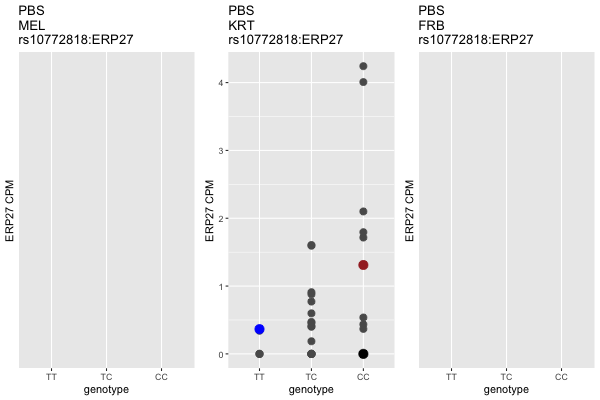 PBS
MEL
rs10772818:ERP27
ERP27 CPM
TT TC CC
genotype
PBS
KRT
rs10772818:ERP27
ERP27 CPM
4
3
2
1
0
TT TC CC
genotype
PBS
FRB
rs10772818:ERP27
ERP27 CPM
TT TC CC
genotype